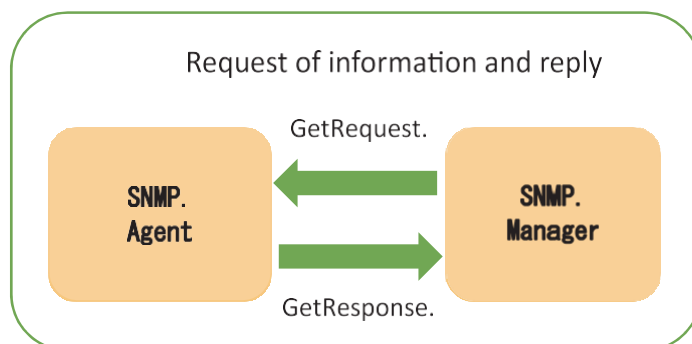 Request of information and reply
GetRequest.
SNMP.
Agent
SNMP.
Manager
GetResponse.